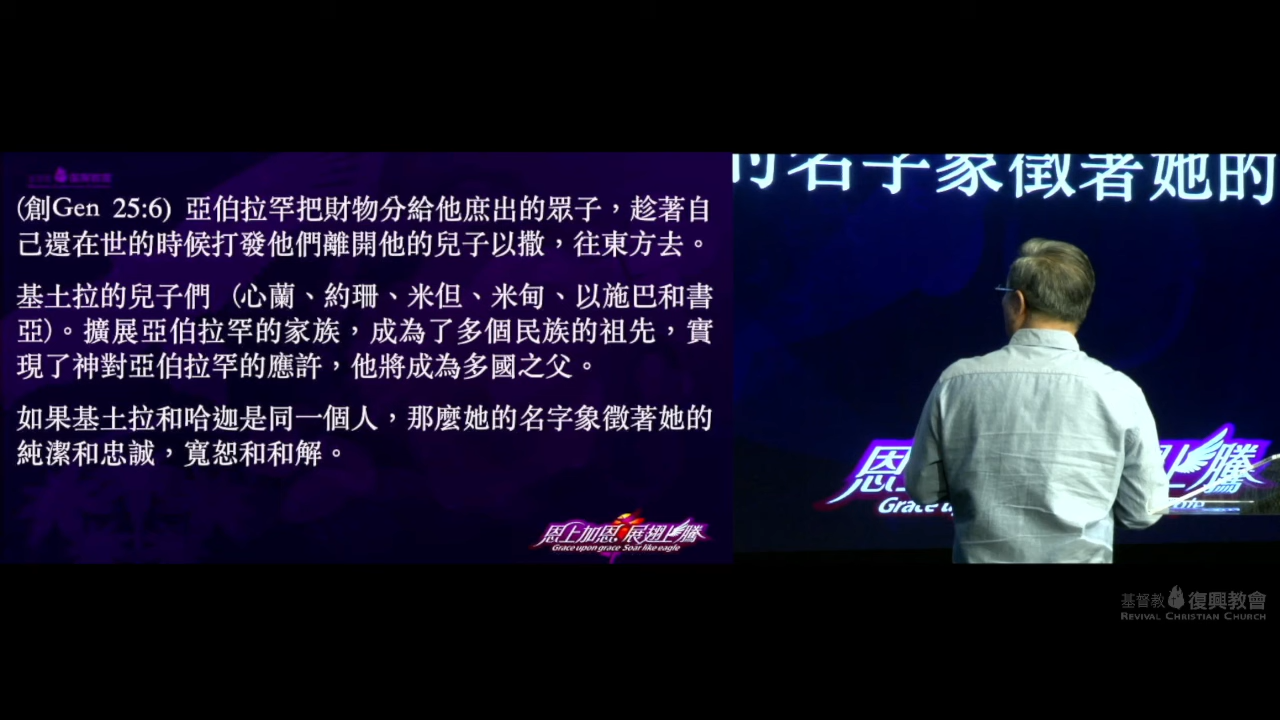 復興教會
(創Gen 25:6) 亞伯拉罕把財物分給他庶出的眾子，趁著自
己還在世的時候打發他們離開他的兒子以撒，往東方去。
基土拉的兒子們 (心蘭、約珊、米但、米甸、以施巴和書
亞)。擴展亞伯拉罕的家族，成為了多個民族的祖先，實
現了神對亞伯拉罕的應許，他將成為多國之父。
如果基土拉和哈迦是同一個人，那麼她的名字象徵著她的
純潔和忠誠，寬恕和和解。
恩上加恩 展翅上騰
Grace upon grace Soar like eagle
的名字象徵著她的
恩
上騰
Grace u
基督教 復興教會
REVIVAL CHRISTIAN CHURCH